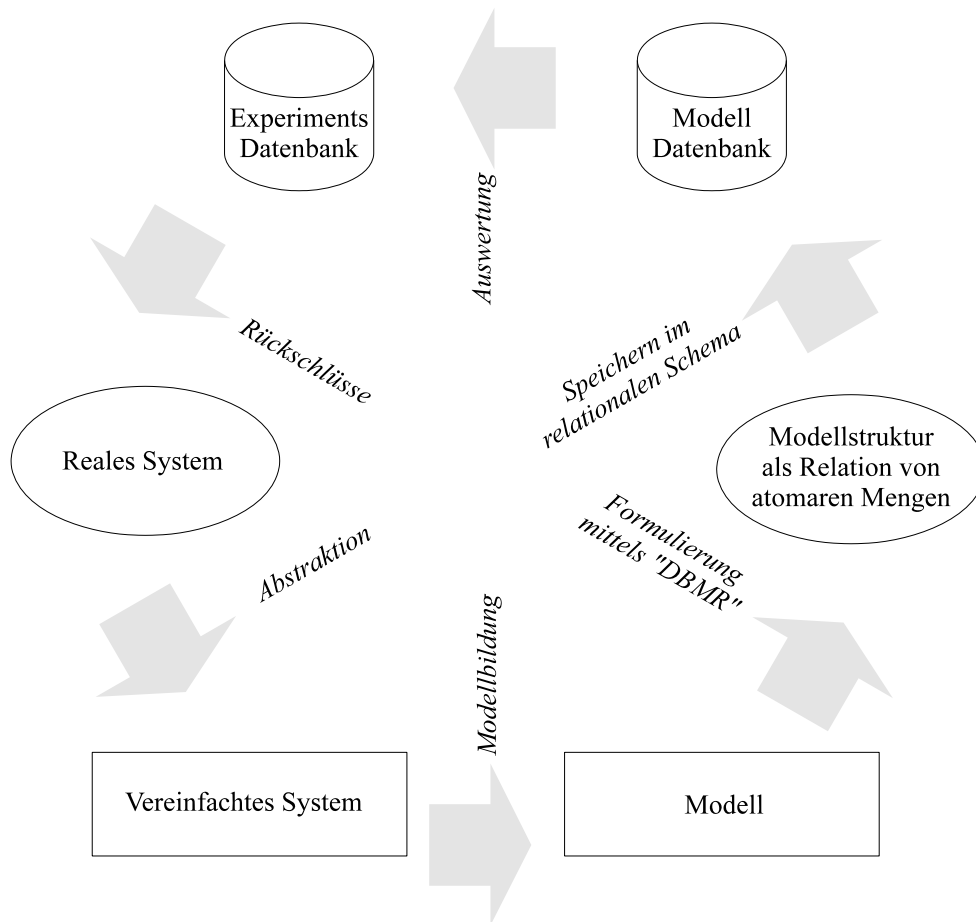 Experiments
Datenbank
Modell
Datenbank
Auswertung
Rückschlüsse
Speichern im
relationalen Schema
Reales System
Modellstruktur
als Relation von
atomaren Mengen
Abstraktion
Formulierung
mittels "DBMR"
Modellbildung
Vereinfachtes System
Modell